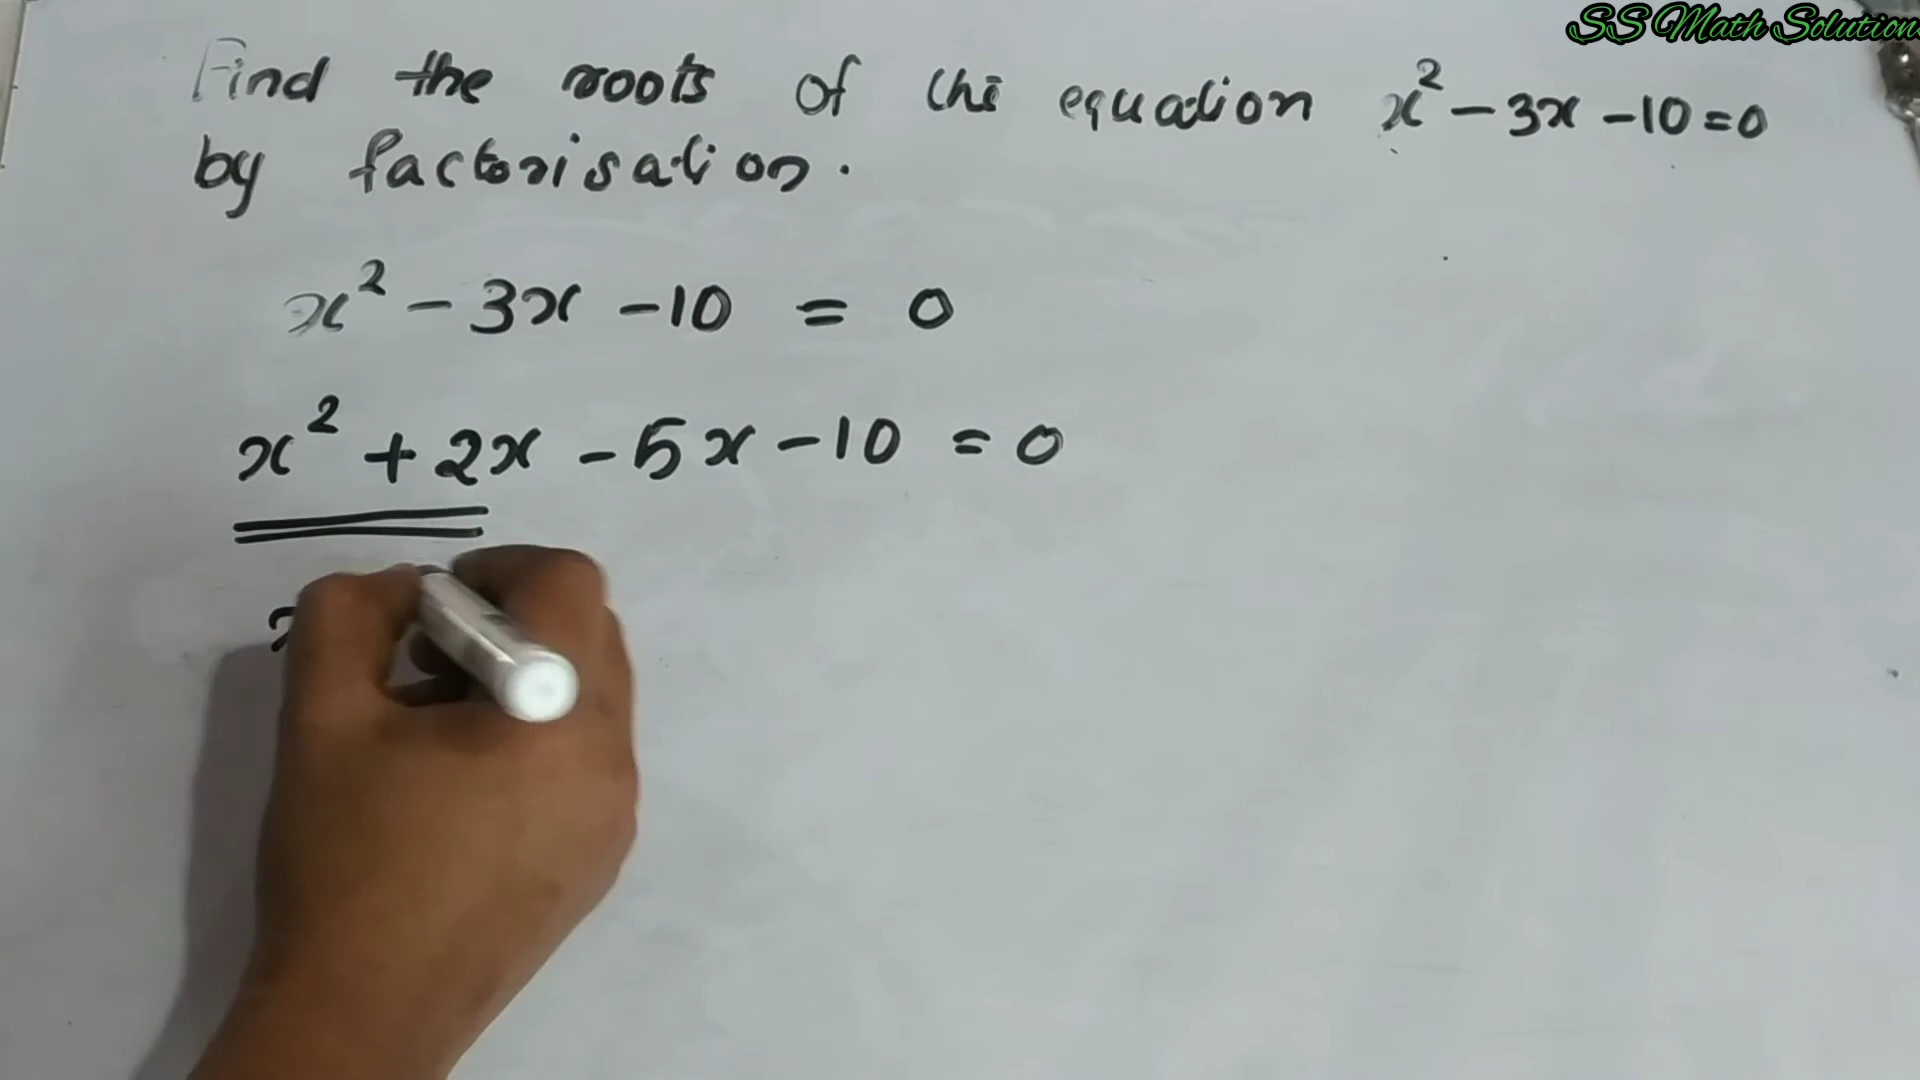 SS Math Solutions
Find the roots of the equation x² - 3x - 10 = 0
by factorisation.
x² - 3x - 10 = 0
x² + 2x - 5x - 10 = 0
x